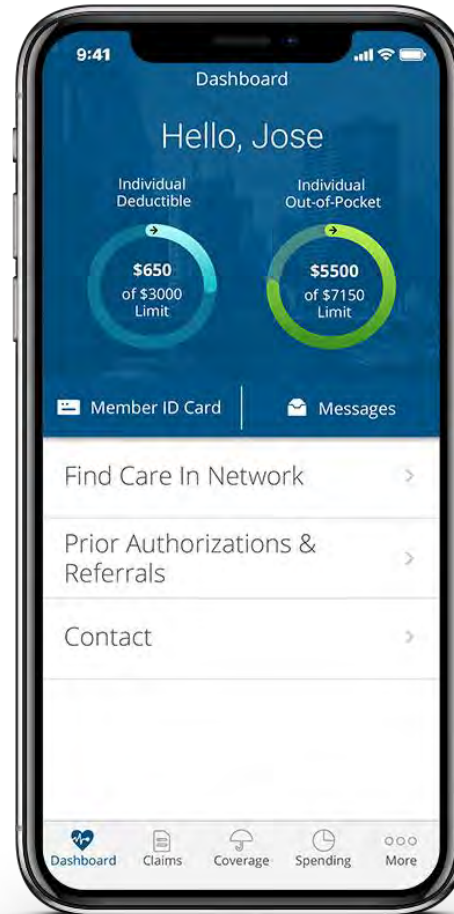 9:41
Dashboard
Hello, Jose
Individual
Deductible
$650
of $3000
Limit
Individual
Out-of-Pocket
$5500
of $7150
Limit
Member ID Card
Messages
Find Care In Network
Prior Authorizations &
Referrals
Contact
Dashboard
Claims
Coverage
Spending
More